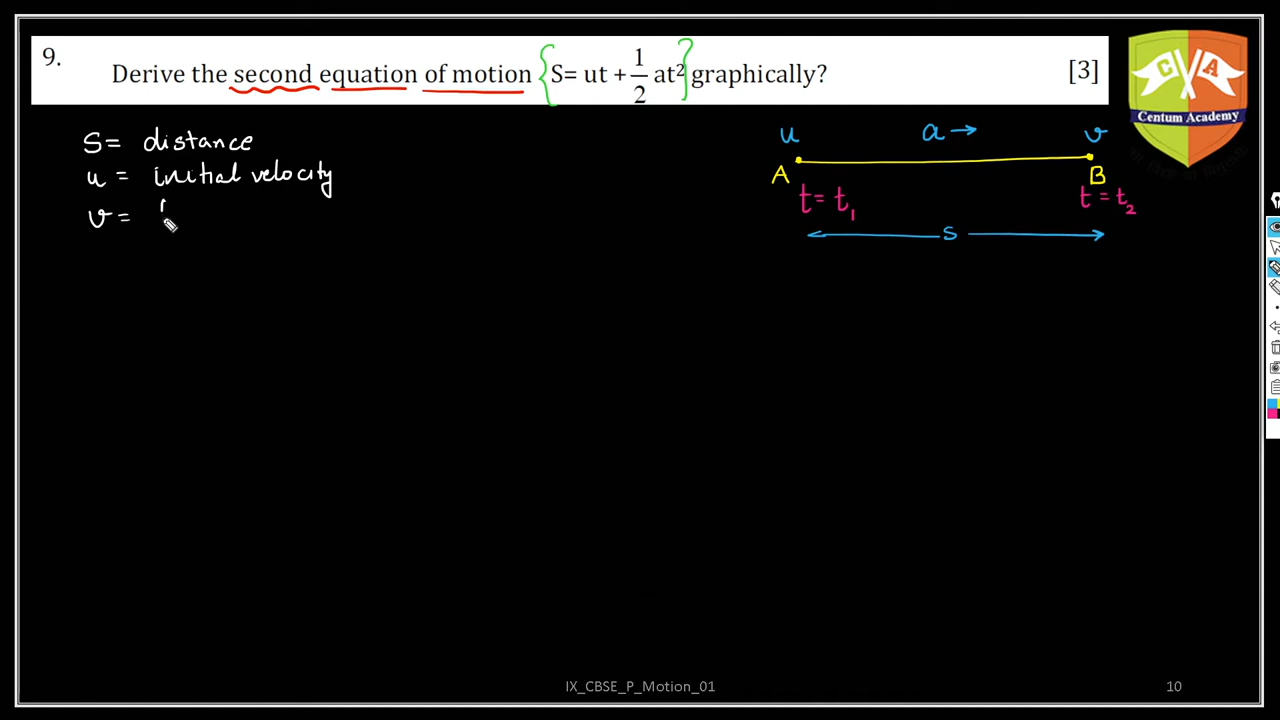 9.
Derive the second equation of motion {S= ut + 1/2 at²} graphically? [3]
C A
Centum Academy
S= distance
u = initial velocity
v =
u a → v
A B
t = t₁ t = t₂
s
IX_CBSE_P_Motion_01 10